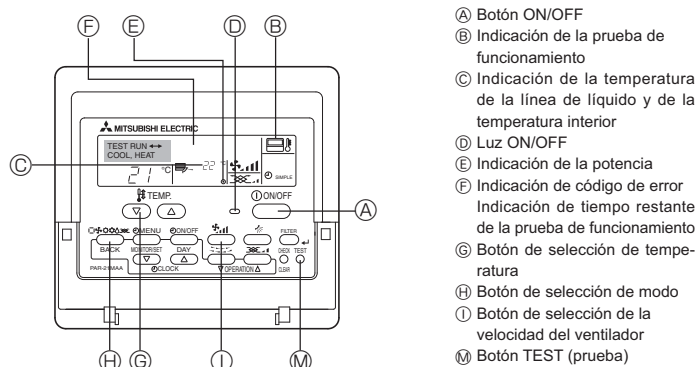 Ⓕ Ⓔ Ⓓ Ⓑ
MITSUBISHI ELECTRIC
TEST RUN
COOL, HEAT
Ⓒ
21 °C
22 °C
SIMPLE
TEMP.
ON/OFF
Ⓐ
MENU
ON/OFF
FILTER
BACK
MONITOR/SET
DAY
CHECK
TEST
PAR-21MAA
CLOCK
OPERATION
CLEAR
Ⓗ Ⓖ Ⓘ Ⓜ
Ⓐ Botón ON/OFF
Ⓑ Indicación de la prueba de
funcionamiento
Ⓒ Indicación de la temperatura
de la línea de líquido y de la
temperatura interior
Ⓓ Luz ON/OFF
Ⓔ Indicación de la potencia
Ⓕ Indicación de código de error
Indicación de tiempo restante
de la prueba de funcionamiento
Ⓖ Botón de selección de tempe-
ratura
Ⓗ Botón de selección de modo
Ⓘ Botón de selección de la
velocidad del ventilador
Ⓜ Botón TEST (prueba)